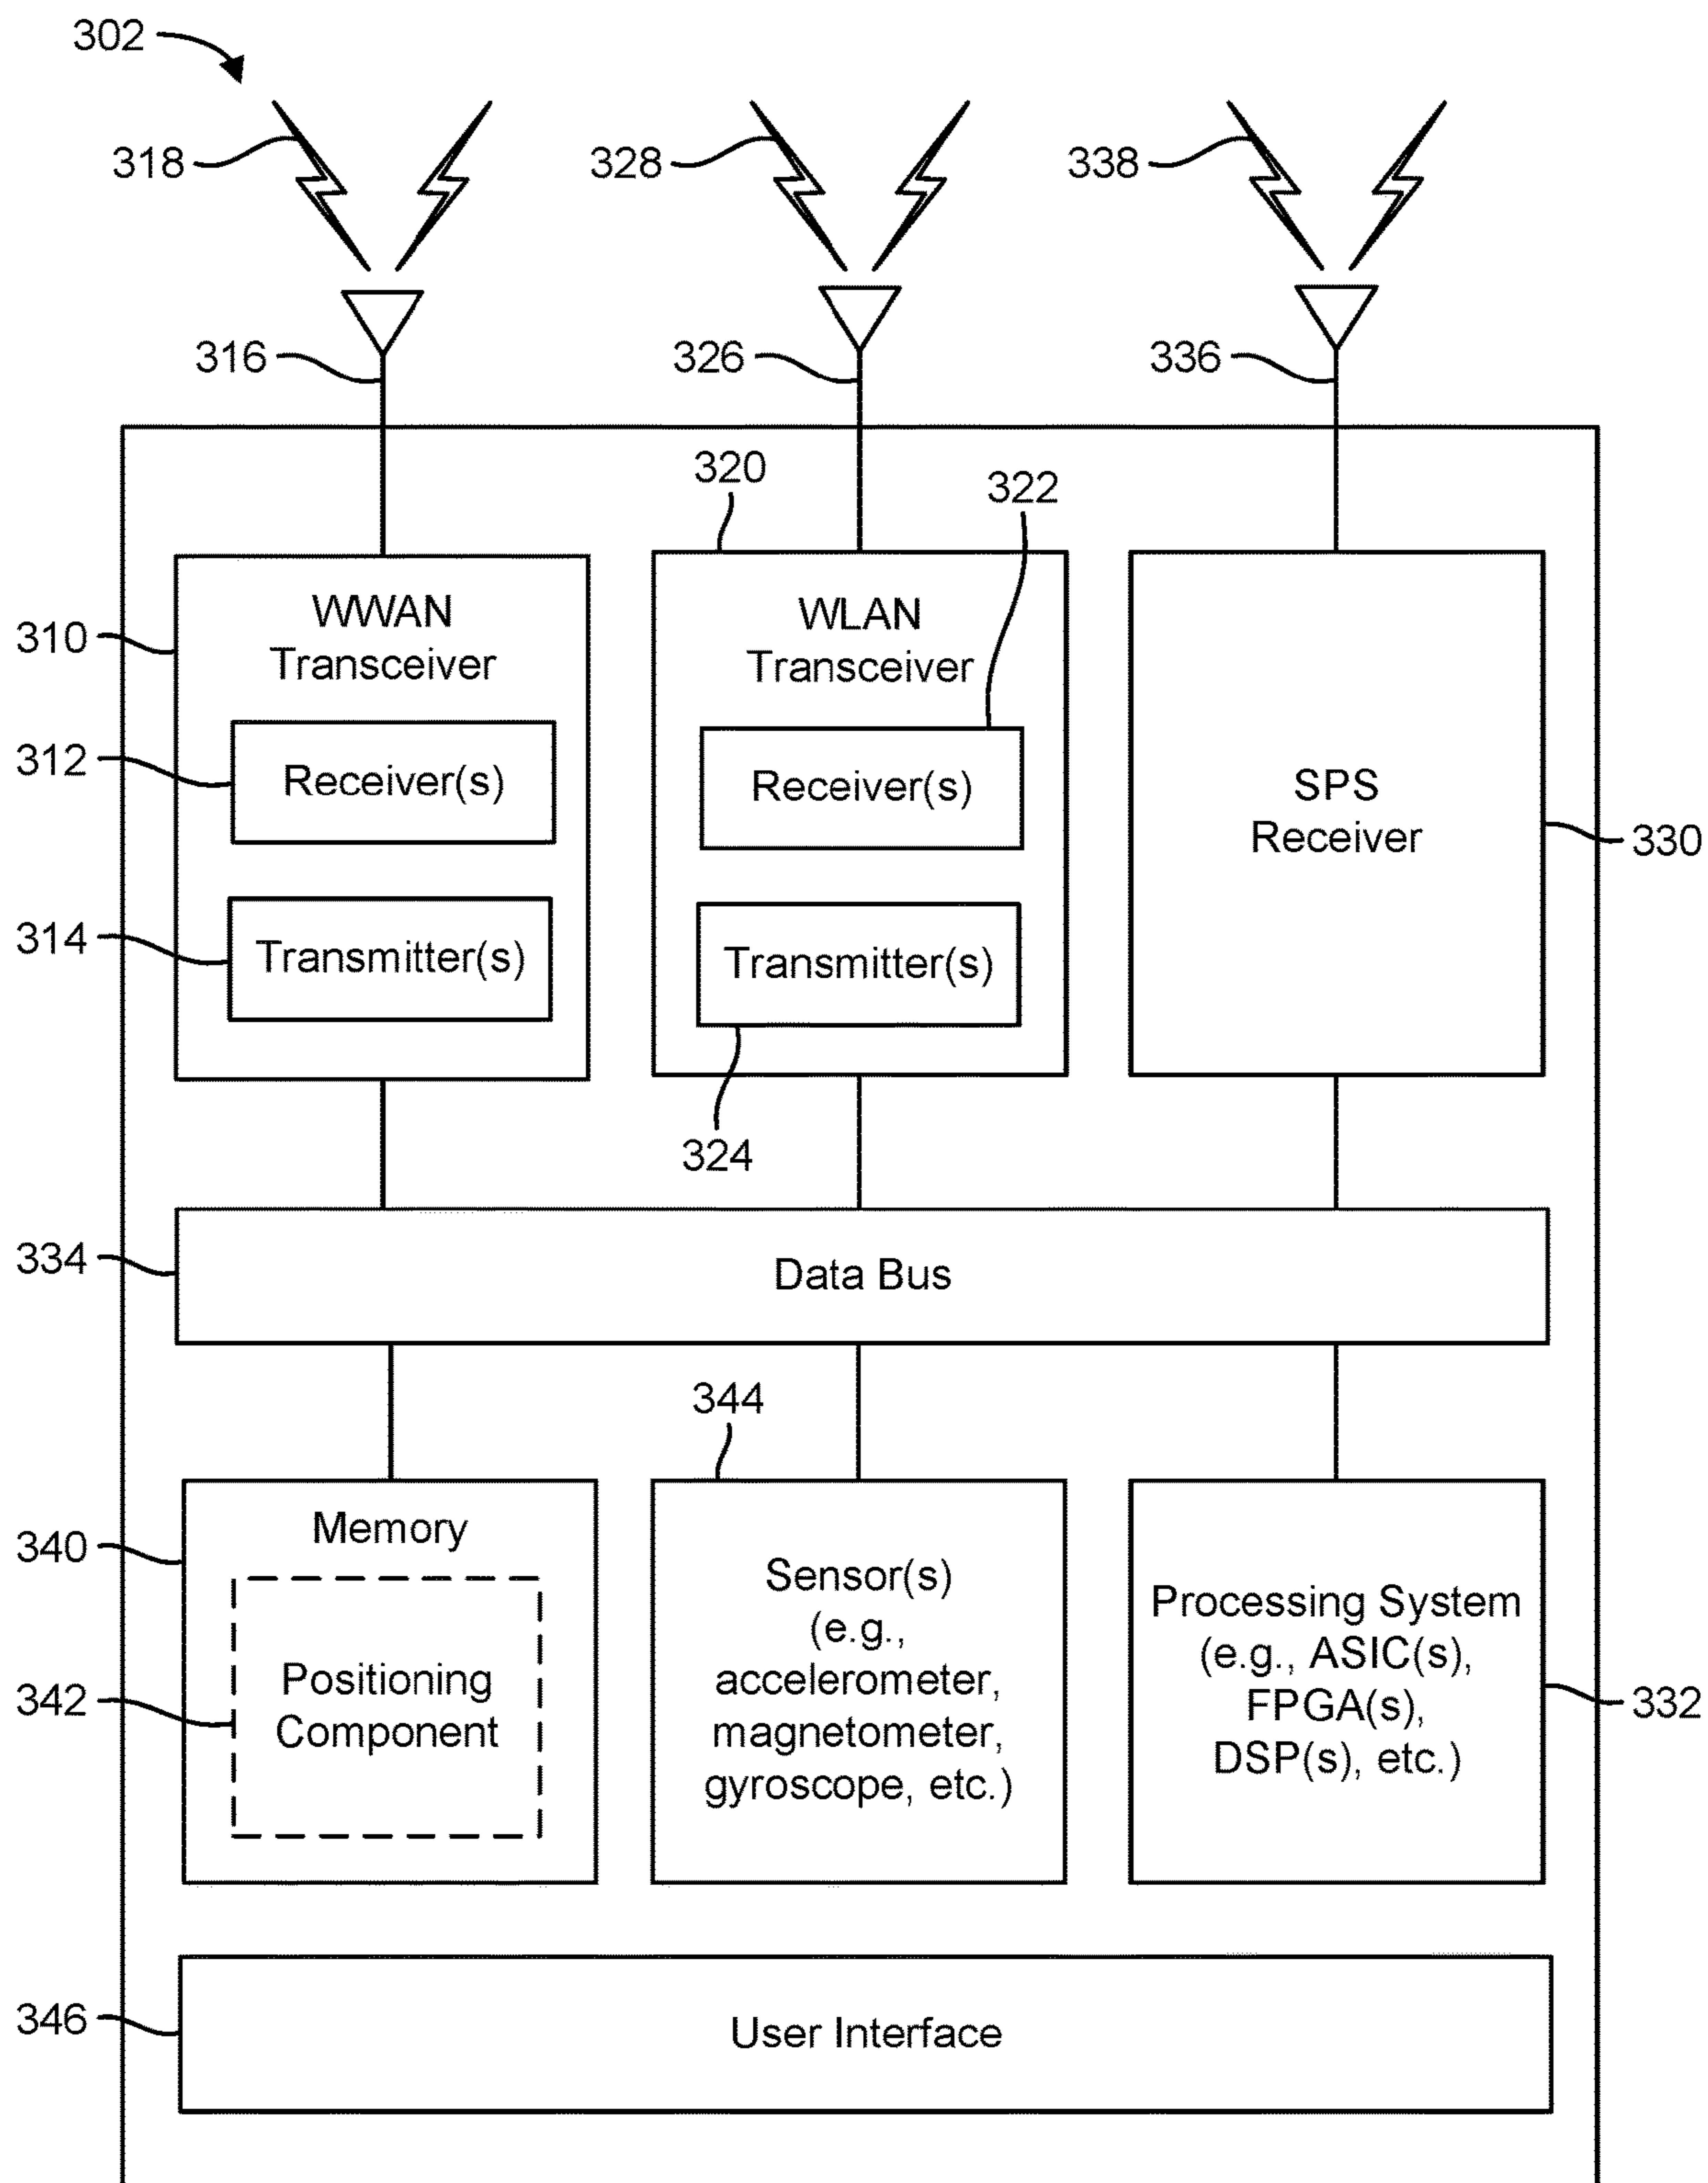 302
318
328
338
316
326
336
320
322
WWAN
Transceiver
WLAN
Transceiver
310
312
Receiver(s)
Receiver(s)
SPS
Receiver
330
314
Transmitter(s)
Transmitter(s)
324
334
Data Bus
344
340
Memory
Sensor(s)
(e.g.,
accelerometer,
magnetometer,
gyroscope, etc.)
Processing System
(e.g., ASIC(s),
FPGA(s),
DSP(s), etc.)
342
Positioning
Component
332
346
User Interface